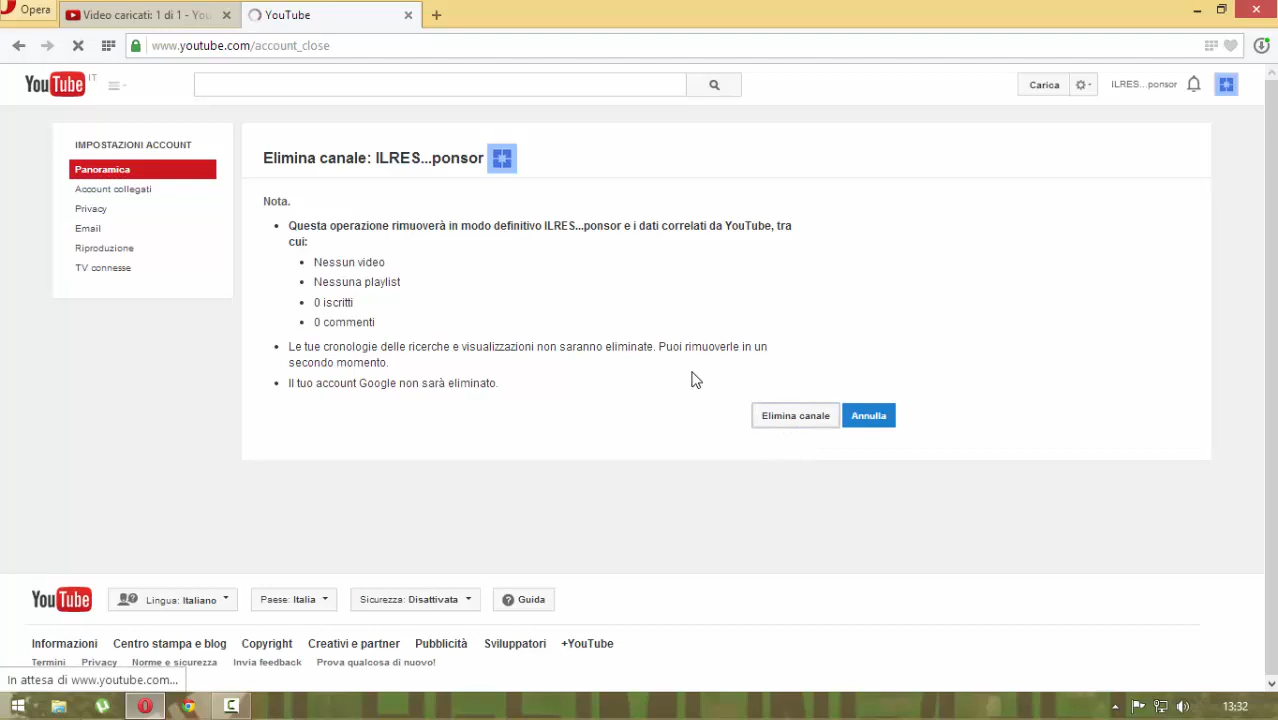 Opera
Video caricati: 1 di 1 - You
YouTube
www.youtube.com/account_close
YouTube IT
Carica
ILRES...ponsor
IMPOSTAZIONI ACCOUNT
Panoramica
Account collegati
Privacy
Email
Riproduzione
TV connesse
Elimina canale: ILRES...ponsor
Nota.
Questa operazione rimuoverà in modo definitivo ILRES...ponsor e i dati correlati da YouTube, tra
cui:
Nessun video
Nessuna playlist
0 iscritti
0 commenti
Le tue cronologie delle ricerche e visualizzazioni non saranno eliminate. Puoi rimuoverle in un
secondo momento.
Il tuo account Google non sarà eliminato.
Elimina canale
Annulla
YouTube
Lingua: Italiano
Paese: Italia
Sicurezza: Disattivata
Guida
Informazioni
Centro stampa e blog
Copyright
Creativi e partner
Pubblicità
Sviluppatori
+YouTube
Termini
Privacy
Norme e sicurezza
Invia feedback
Prova qualcosa di nuovo!
In attesa di www.youtube.com...
13:32